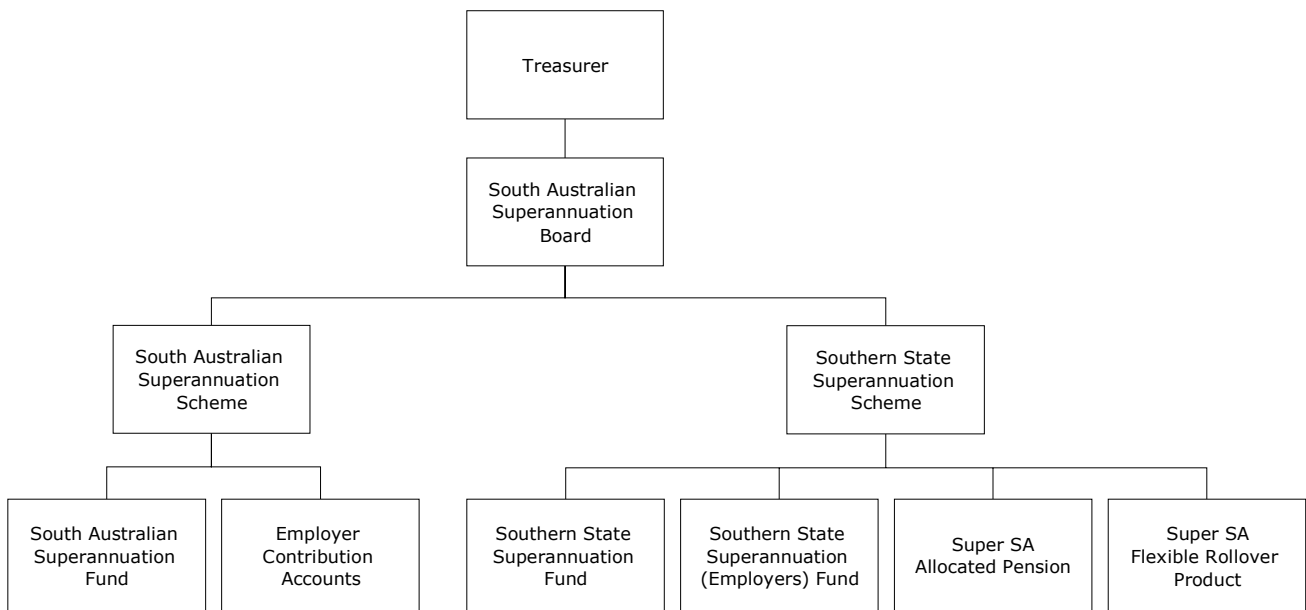 Treasurer
South Australian
Superannuation
Board
South Australian
Superannuation
Scheme
Southern State
Superannuation
Scheme
South Australian
Superannuation
Fund
Employer
Contribution
Accounts
Southern State
Superannuation
Fund
Southern State
Superannuation
(Employers) Fund
Super SA
Allocated Pension
Super SA
Flexible Rollover
Product